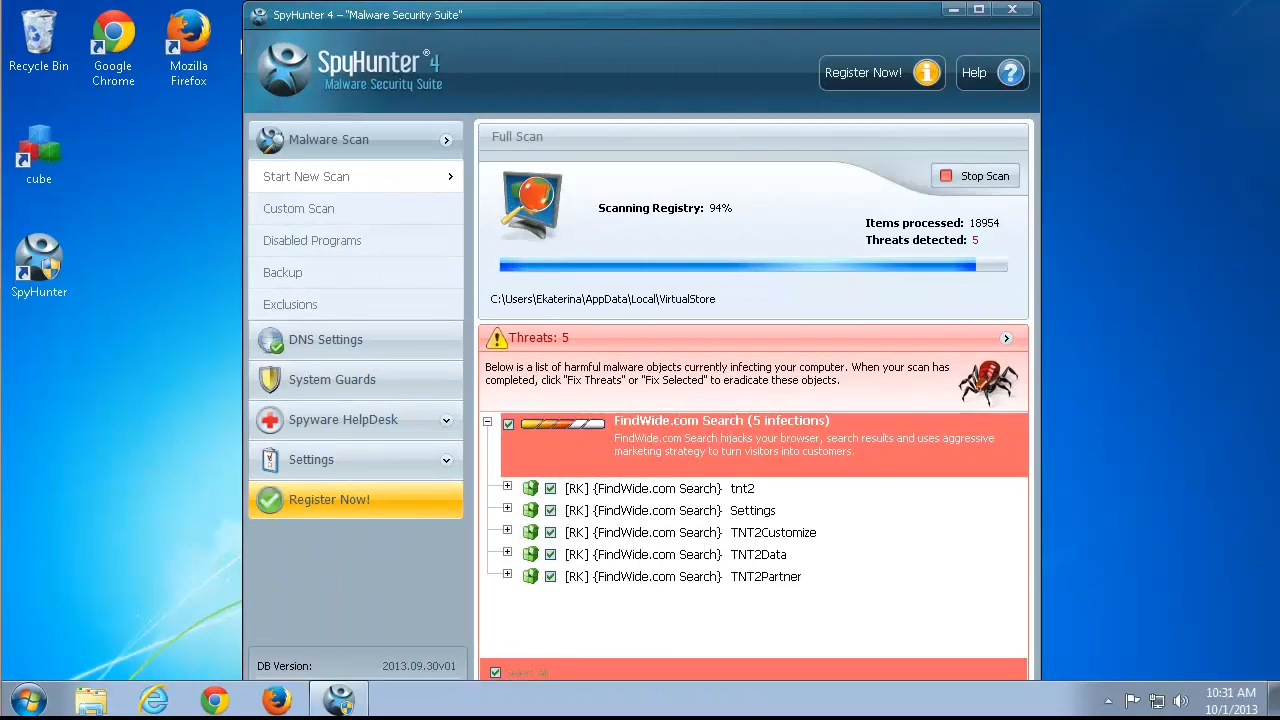 Recycle Bin
Google
Chrome
Mozilla
Firefox
cube
SpyHunter
SpyHunter 4 – "Malware Security Suite"
SpyHunter® 4
Malware Security Suite
Register Now!
Help
Malware Scan
Start New Scan
Custom Scan
Disabled Programs
Backup
Exclusions
DNS Settings
System Guards
Spyware HelpDesk
Settings
Register Now!
DB Version: 2013.09.30v01
Full Scan
Stop Scan
Scanning Registry: 94%
Items processed: 18954
Threats detected: 5
C:\Users\Ekaterina\AppData\Local\VirtualStore
Threats: 5
Below is a list of harmful malware objects currently infecting your computer. When your scan has
completed, click "Fix Threats" or "Fix Selected" to eradicate these objects.
FindWide.com Search (5 infections)
FindWide.com Search hijacks your browser, search results and uses aggressive
marketing strategy to turn visitors into customers.
[RK] {FindWide.com Search} tnt2
[RK] {FindWide.com Search} Settings
[RK] {FindWide.com Search} TNT2Customize
[RK] {FindWide.com Search} TNT2Data
[RK] {FindWide.com Search} TNT2Partner
Select all
10:31 AM
10/1/2013